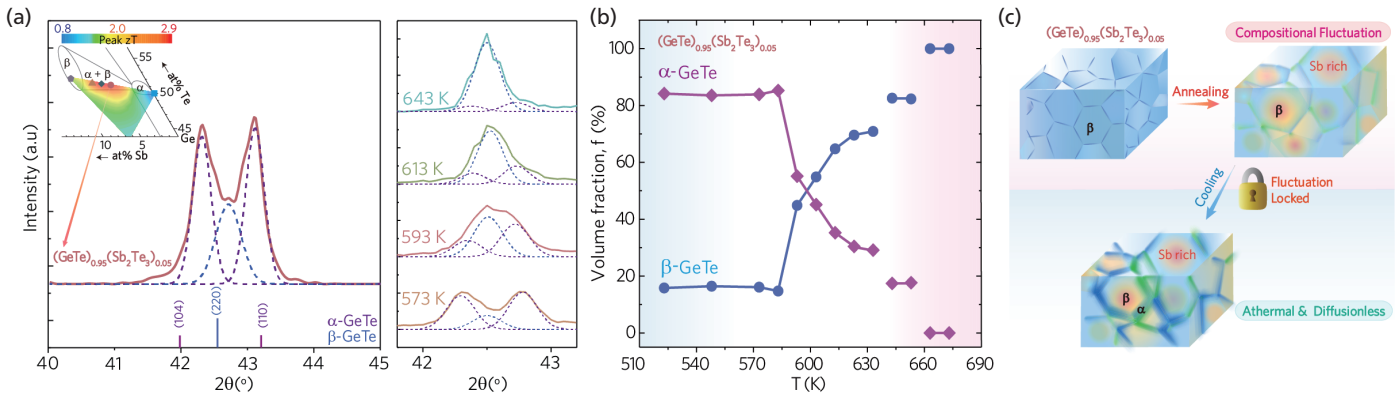 (a)
0.8
2.0
2.9
Peak zT
β
α + β
α
55
50
45
at% Te
Ge
10
5
at% Sb
(GeTe)0.95(Sb2Te3)0.05
(104)
(220)
(110)
α-GeTe
β-GeTe
Intensity (a.u)
40
41
42
43
44
45
2θ(°)
643 K
613 K
593 K
573 K
42
43
2θ(°)
(b)
(GeTe)0.95(Sb2Te3)0.05
α-GeTe
β-GeTe
Volume fraction, f (%)
100
80
60
40
20
0
510
540
570
600
630
660
690
T (K)
(c)
(GeTe)0.95(Sb2Te3)0.05
Compositional Fluctuation
Sb rich
Annealing
β
β
Cooling
Fluctuation
Locked
Sb rich
β
α
Athermal & Diffusionless